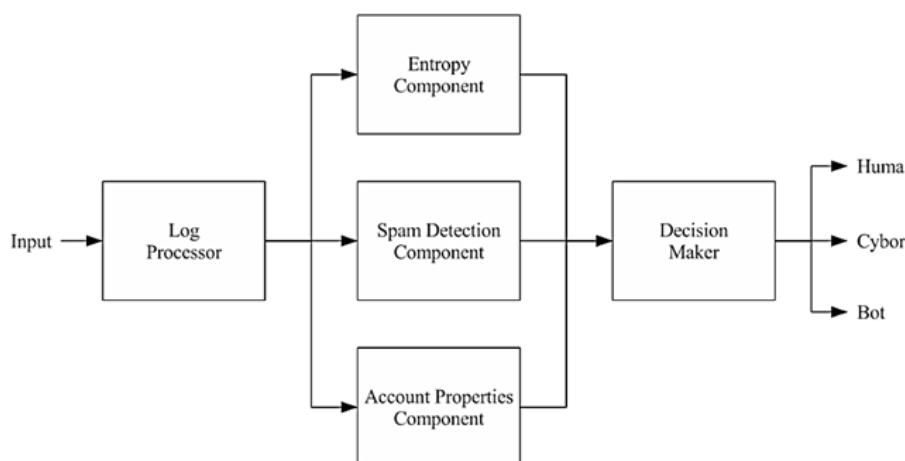 Entropy
Component
Input
Log
Processor
Spam Detection
Component
Decision
Maker
Huma
Cybor
Bot
Account Properties
Component